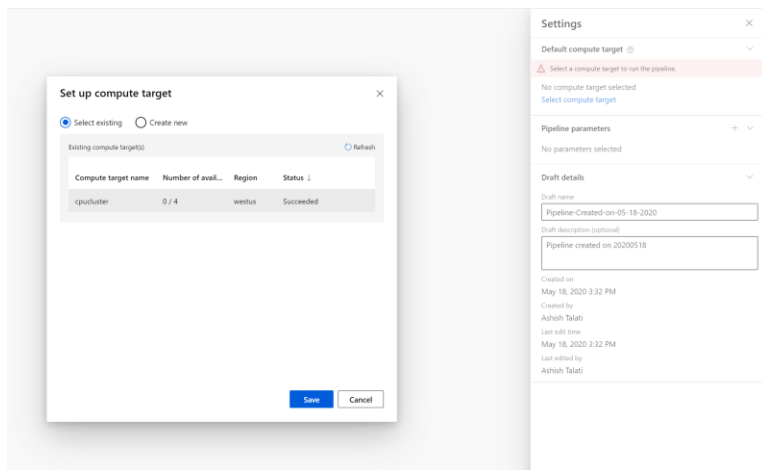 Settings
Default compute target
Select a compute target to run the pipeline.
No compute target selected
Select compute target
Pipeline parameters
No parameters selected
Draft details
Draft name
Pipeline-Created-on-05-18-2020
Draft description (optional)
Pipeline created on 20200518
Created on
May 18, 2020 3:32 PM
Created by
Ashish Talati
Last edit time
May 18, 2020 3:32 PM
Last edited by
Ashish Talati
Set up compute target
Select existing Create new
Existing compute target(s) Refresh
Compute target name Number of avail... Region Status ↓
cpucluster 0 / 4 westus Succeeded
Save Cancel